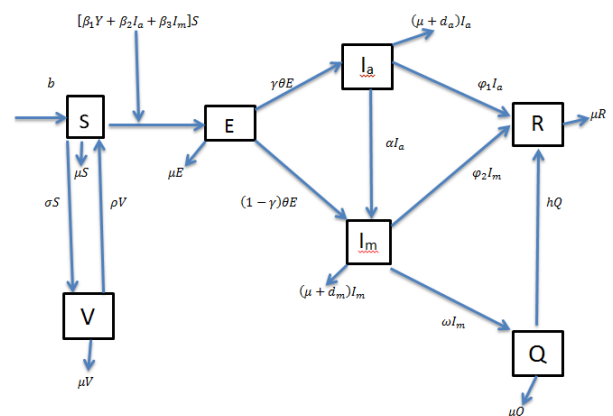 [β₁Y + β₂Iₐ + β₃Iₘ]S
(μ + dₐ)Iₐ
Iₐ
b
γθE
φ₁Iₐ
S
E
R
μR
μS
μE
αIₐ
σS
ρV
(1 − γ)θE
φ₂Iₘ
hQ
Iₘ
(μ + dₘ)Iₘ
V
ωIₘ
Q
μV
μQ